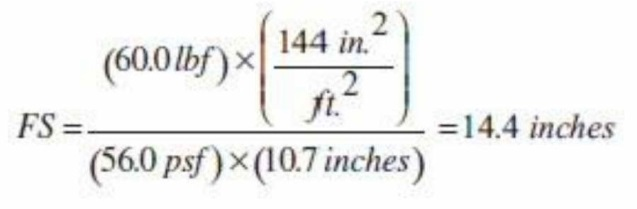 FS = (60.0 lbf) × (144 in.² / ft.²) / (56.0 psf) × (10.7 inches) = 14.4 inches